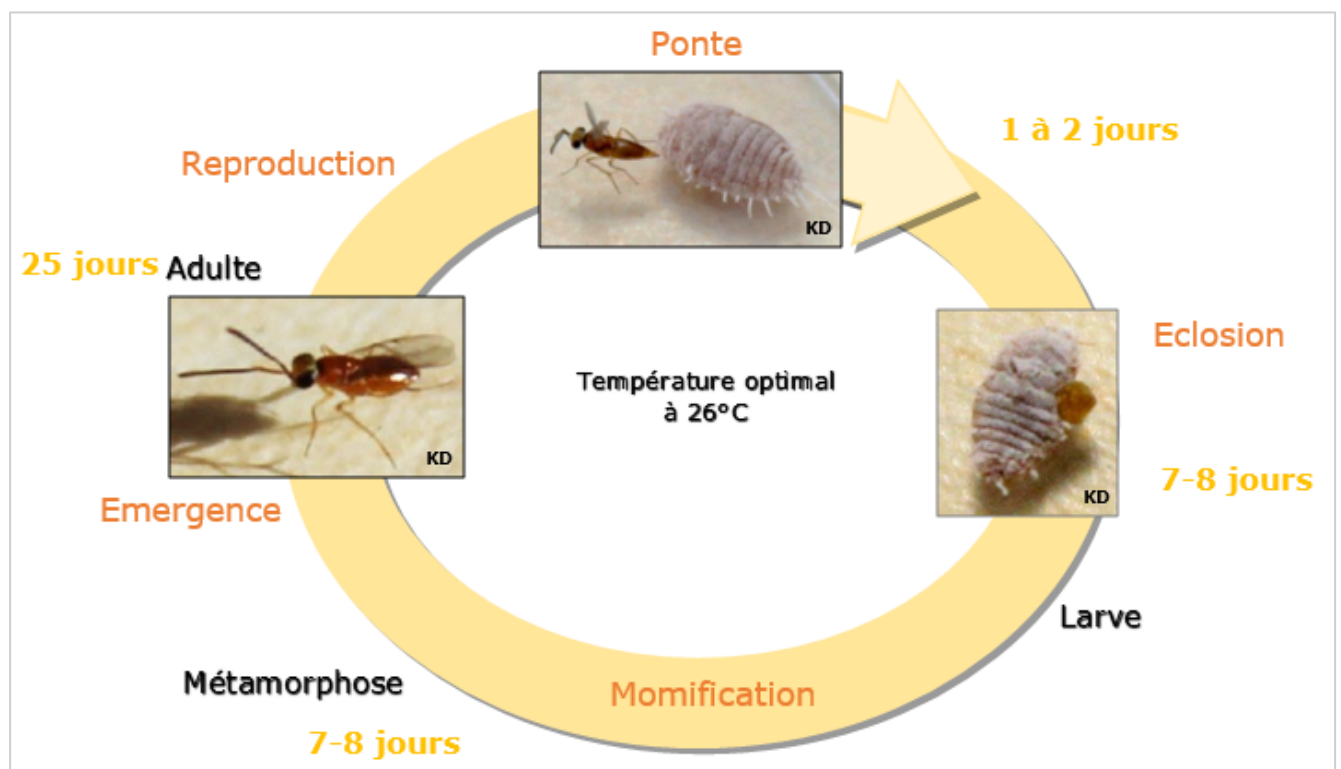 Ponte
1 à 2 jours
KD
Eclosion
KD
7-8 jours
Larve
Momification
Métamorphose
7-8 jours
Emergence
25 jours Adulte
KD
Reproduction
Température optimal
à 26°C